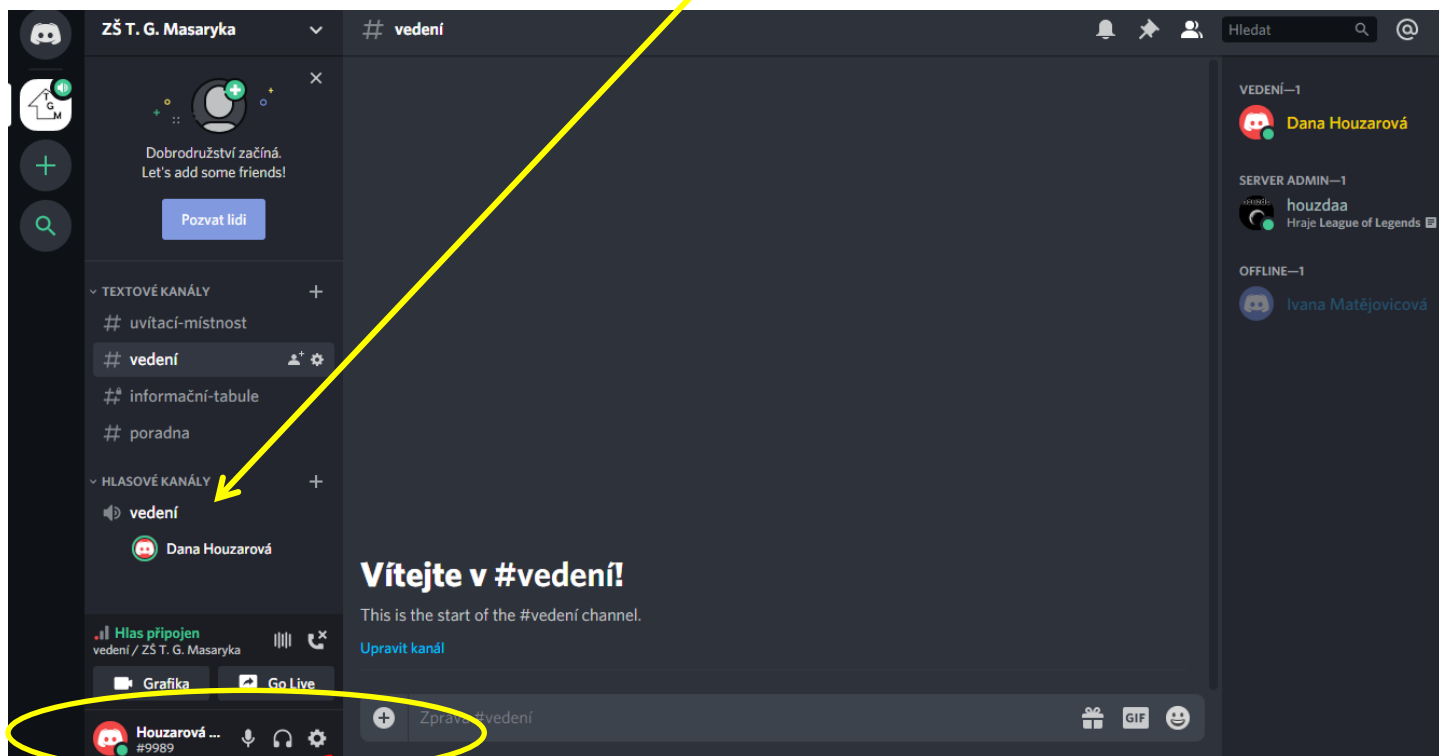 ZŠ T. G. Masaryka
T
G
M
Dobrodružství začíná.
Let's add some friends!
Pozvat lidi
TEXTOVÉ KANÁLY
# uvítací-místnost
# vedení
# informační-tabule
# poradna
HLASOVÉ KANÁLY
vedení
Dana Houzarová
Hlas připojen
vedení / ZŠ T. G. Masaryka
Grafika
Go Live
Houzarová ...
#9989
# vedení
Hledat
Vítejte v #vedení!
This is the start of the #vedení channel.
Upravit kanál
Zpráva #vedení
GIF
VEDENÍ—1
Dana Houzarová
SERVER ADMIN—1
houzdaa
Hraje League of Legends
OFFLINE—1
Ivana Matějovicová